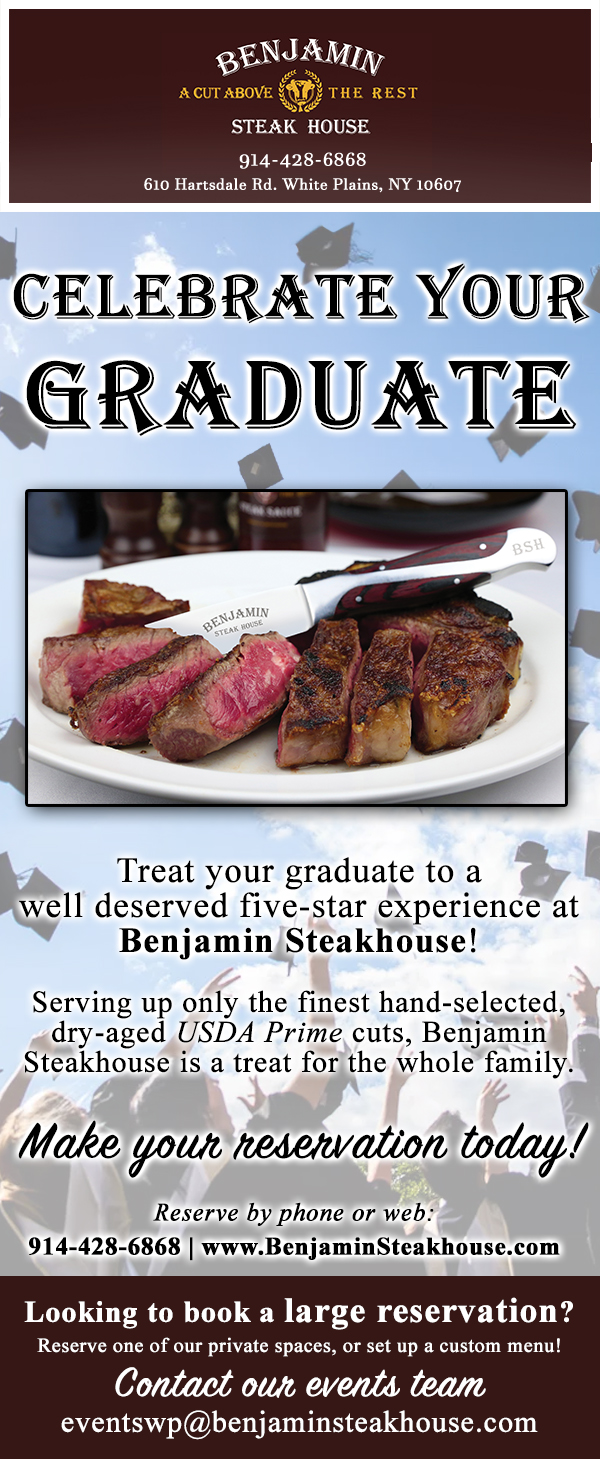 BENJAMIN
A CUT ABOVE THE REST
STEAK HOUSE
914-428-6868
610 Hartsdale Rd. White Plains, NY 10607
CELEBRATE YOUR
GRADUATE
STEAK SAUCE
BSH
BENJAMIN
STEAK HOUSE
Treat your graduate to a
well deserved five-star experience at
Benjamin Steakhouse!
Serving up only the finest hand-selected,
dry-aged USDA Prime cuts, Benjamin
Steakhouse is a treat for the whole family.
Make your reservation today!
Reserve by phone or web:
914-428-6868 | www.BenjaminSteakhouse.com
Looking to book a large reservation?
Reserve one of our private spaces, or set up a custom menu!
Contact our events team
eventswp@benjaminsteakhouse.com